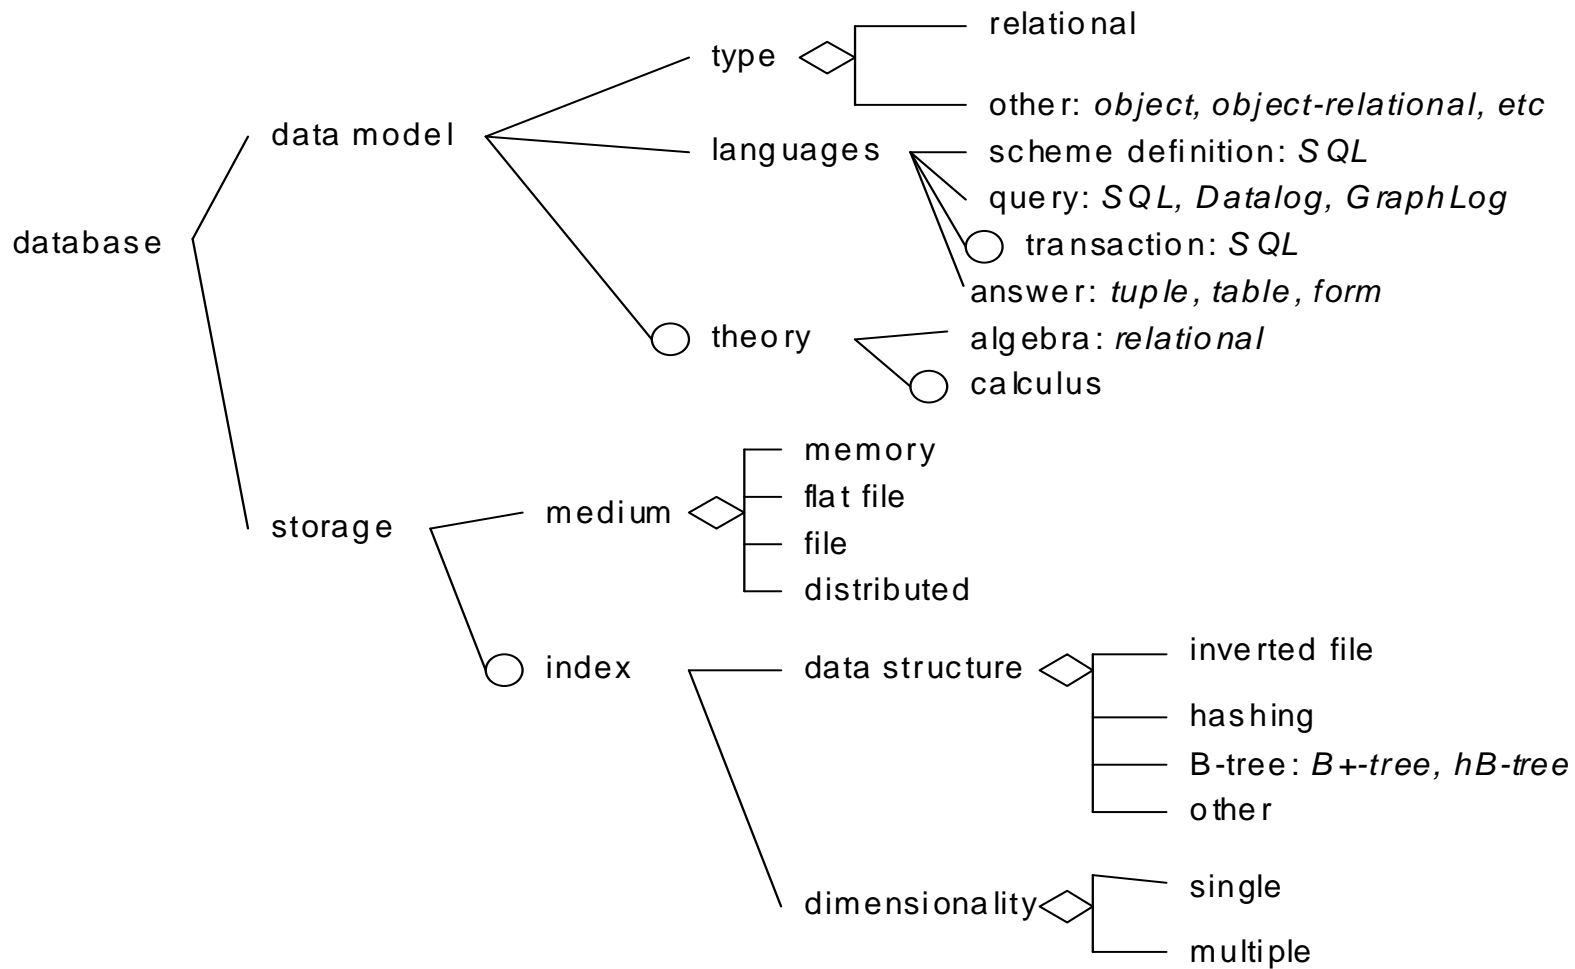 relational
type
other: object, object-relational, etc
data model
languages
scheme definition: SQL
query: SQL, Datalog, GraphLog
database
transaction: SQL
answer: tuple, table, form
theory
algebra: relational
calculus
memory
flat file
medium
storage
file
distributed
inverted file
index
data structure
hashing
B-tree: B+-tree, hB-tree
other
single
dimensionality
multiple